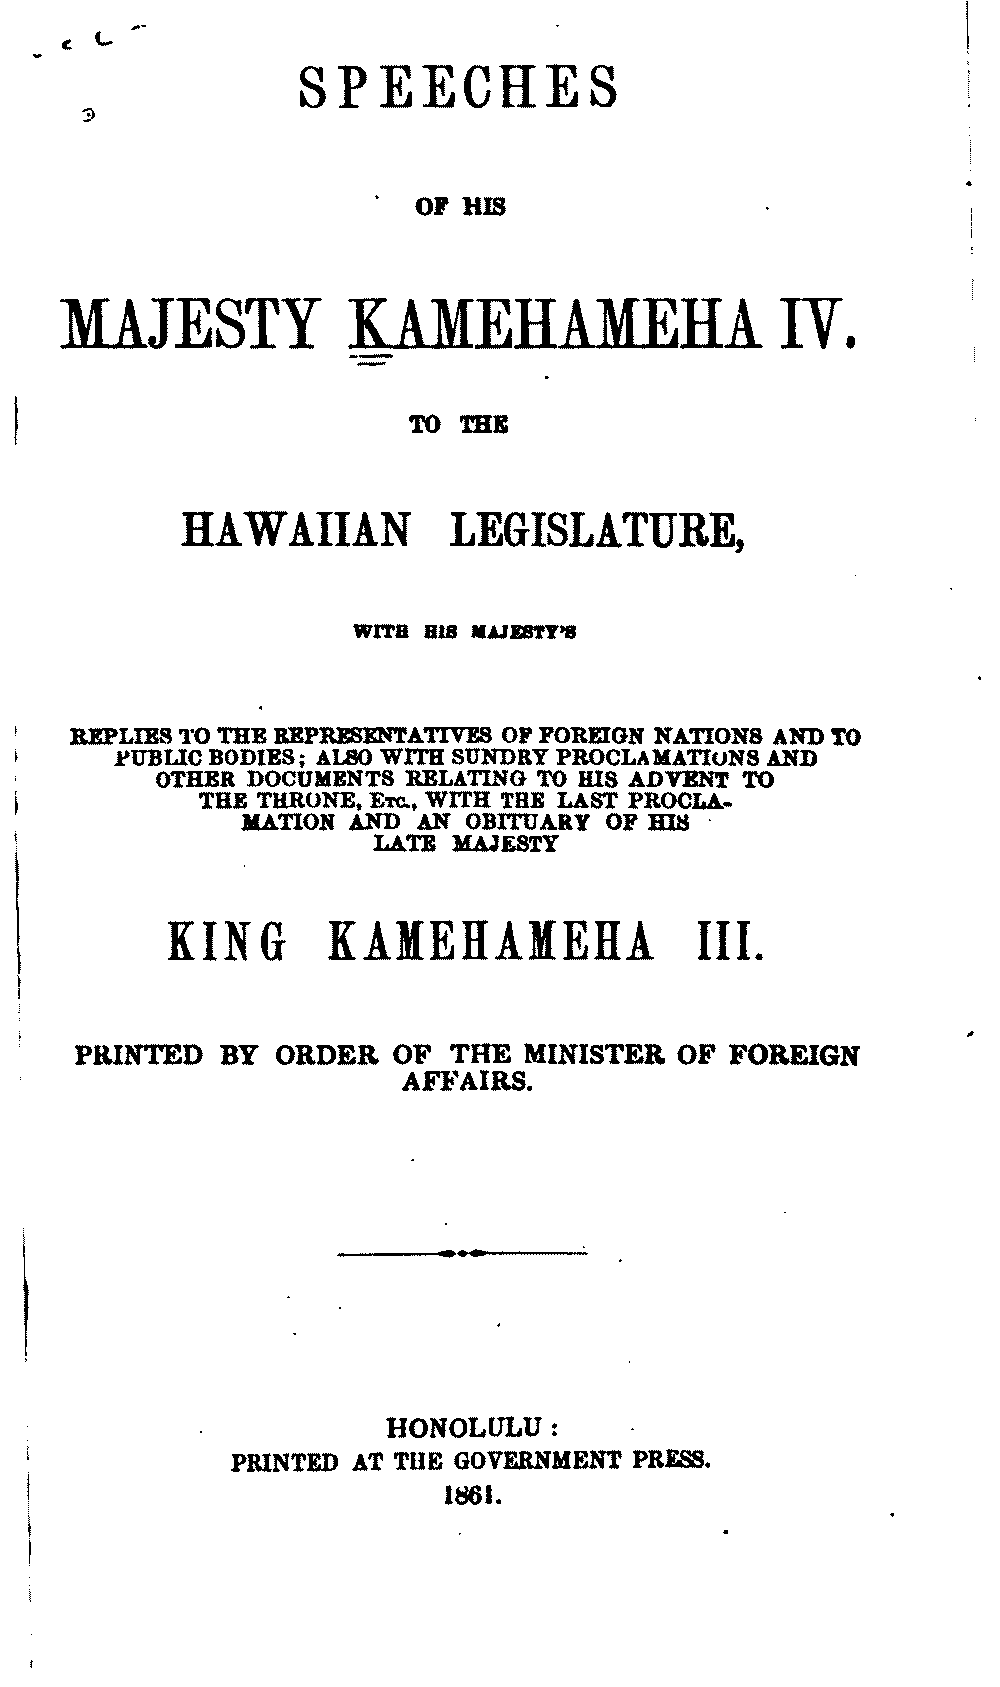 SPEECHES
OF HIS
MAJESTY KAMEHAMEHA IV.
TO THE
HAWAIIAN LEGISLATURE,
WITH HIS MAJESTY'S
REPLIES TO THE REPRESENTATIVES OF FOREIGN NATIONS AND TO
PUBLIC BODIES; ALSO WITH SUNDRY PROCLAMATIONS AND
OTHER DOCUMENTS RELATING TO HIS ADVENT TO
THE THRONE, ETC., WITH THE LAST PROCLA-
MATION AND AN OBITUARY OF HIS
LATE MAJESTY
KING KAMEHAMEHA III.
PRINTED BY ORDER OF THE MINISTER OF FOREIGN
AFFAIRS.
HONOLULU:
PRINTED AT THE GOVERNMENT PRESS.
1861.